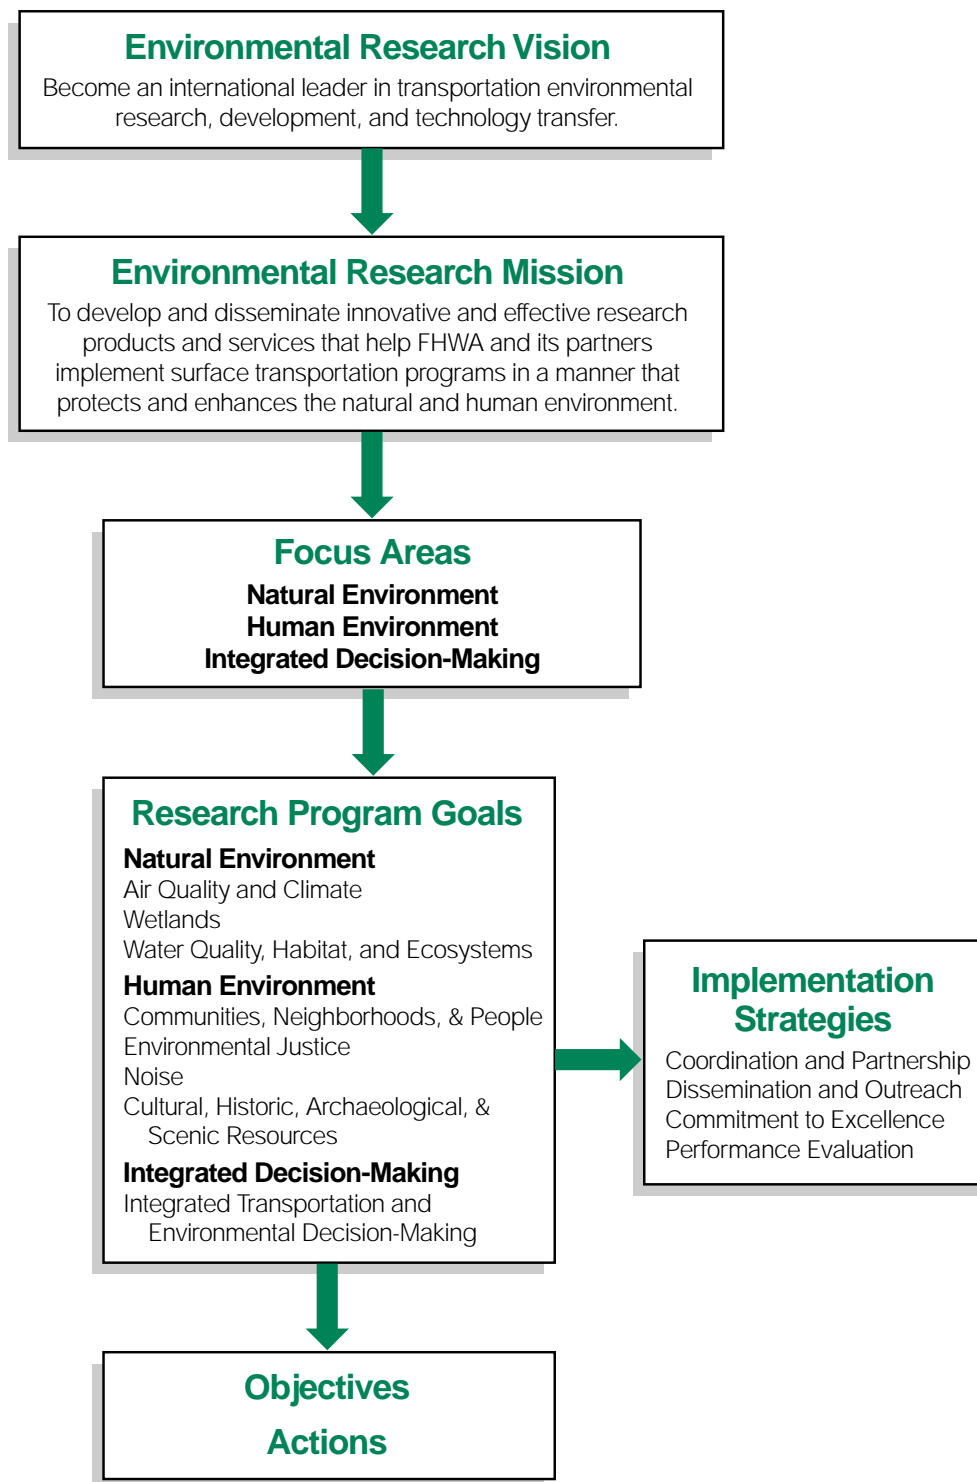 Environmental Research Vision
Become an international leader in transportation environmental
research, development, and technology transfer.
Environmental Research Mission
To develop and disseminate innovative and effective research
products and services that help FHWA and its partners
implement surface transportation programs in a manner that
protects and enhances the natural and human environment.
Focus Areas
Natural Environment
Human Environment
Integrated Decision-Making
Research Program Goals
Natural Environment
Air Quality and Climate
Wetlands
Water Quality, Habitat, and Ecosystems
Human Environment
Communities, Neighborhoods, & People
Environmental Justice
Noise
Cultural, Historic, Archaeological, &
Scenic Resources
Integrated Decision-Making
Integrated Transportation and
Environmental Decision-Making
Implementation
Strategies
Coordination and Partnership
Dissemination and Outreach
Commitment to Excellence
Performance Evaluation
Objectives
Actions